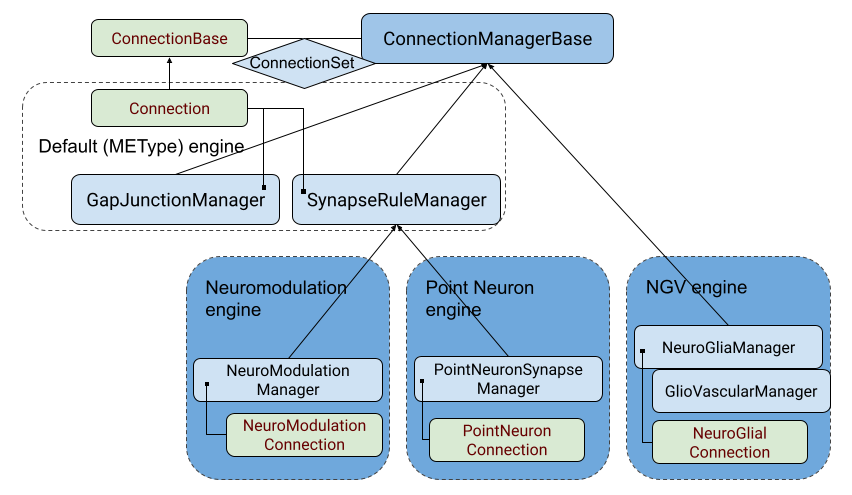 ConnectionBase
ConnectionManagerBase
ConnectionSet
Connection
Default (METype) engine
GapJunctionManager
SynapseRuleManager
Neuromodulation
engine
Point Neuron
engine
NGV engine
NeuroModulation
Manager
PointNeuronSynapse
Manager
NeuroGliaManager
GlioVascularManager
NeuroModulation
Connection
PointNeuron
Connection
NeuroGlial
Connection